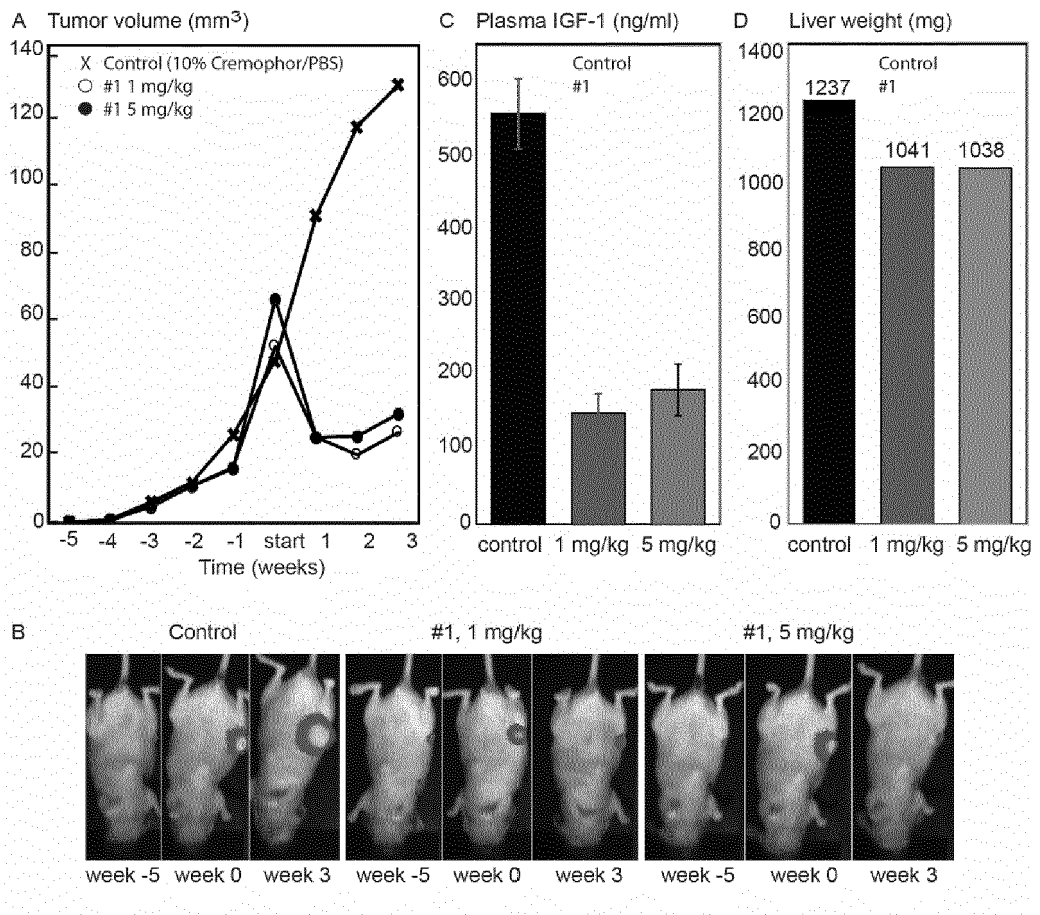 A Tumor volume (mm³)
140
120
100
80
60
40
20
0
X Control (10% Cremophor/PBS)
#1 1 mg/kg
#1 5 mg/kg
-5 -4 -3 -2 -1 start 1 2 3
Time (weeks)
C Plasma IGF-1 (ng/ml)
600
500
400
300
200
100
0
Control
#1
control 1 mg/kg 5 mg/kg
D Liver weight (mg)
1400
1200
1000
800
600
400
200
0
Control
#1
1237
1041 1038
control 1 mg/kg 5 mg/kg
B
Control #1, 1 mg/kg #1, 5 mg/kg
week -5 week 0 week 3 week -5 week 0 week 3 week -5 week 0 week 3